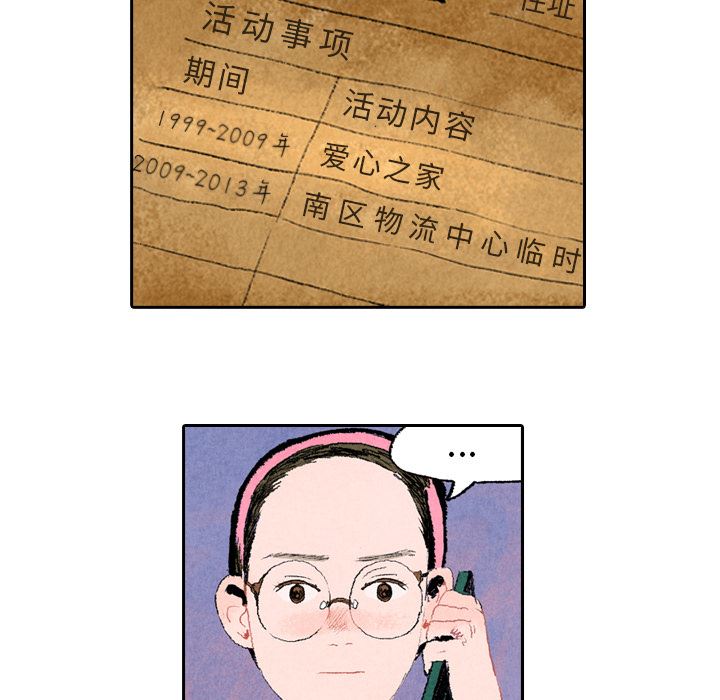 住址
活动事项
期间
活动内容
1999~2009年
爱心之家
2009~2013年
南区物流中心临时
...